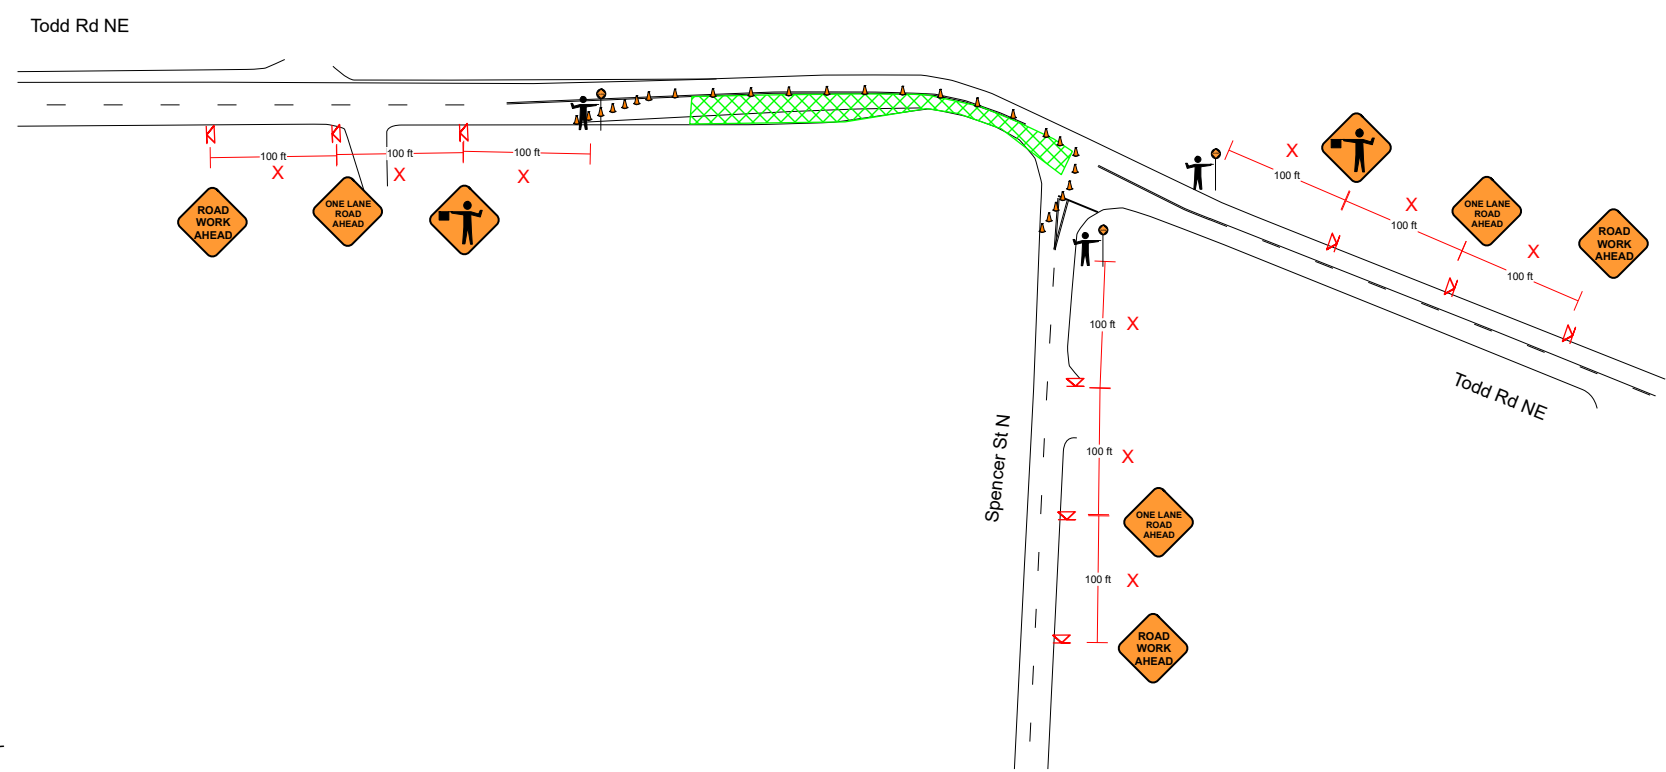 Todd Rd NE
100 ft
100 ft
100 ft
X
X
X
ROAD
WORK
AHEAD
ONE LANE
ROAD
AHEAD
X
100 ft
X
100 ft
X
100 ft
ONE LANE
ROAD
AHEAD
ROAD
WORK
AHEAD
Todd Rd NE
100 ft
X
Spencer St N
100 ft
X
ONE LANE
ROAD
AHEAD
100 ft
X
ROAD
WORK
AHEAD